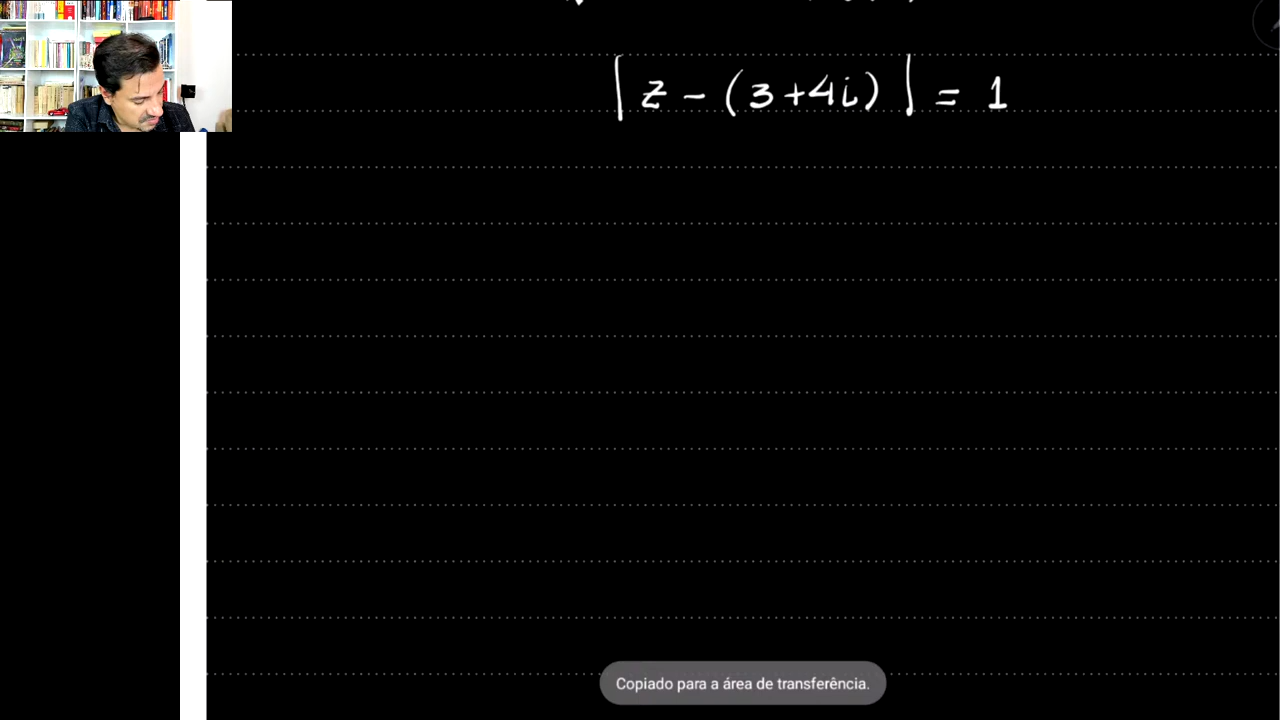 | z - (3+4i) | = 1
Copiado para a área de transferência.